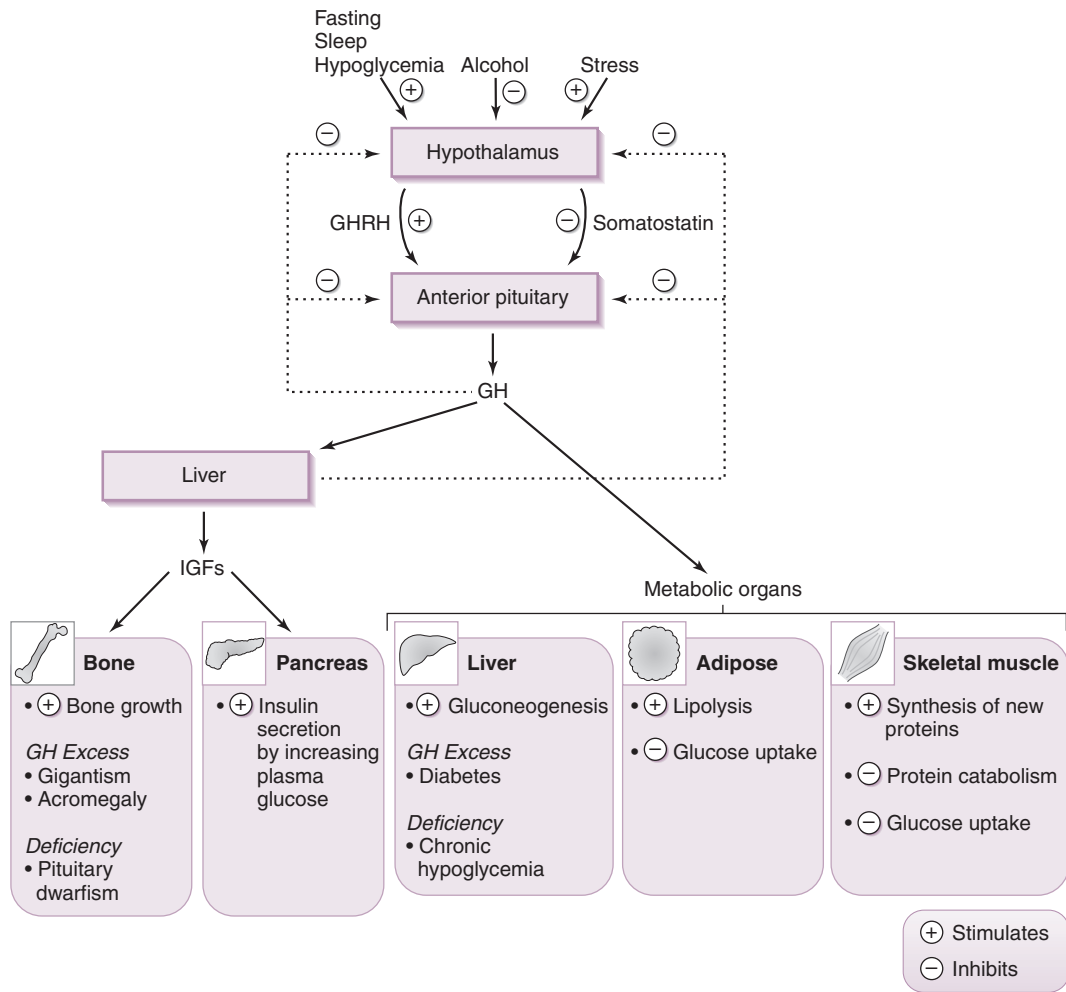 Fasting
Sleep
Hypoglycemia
Alcohol
Stress
+
−
+
−
−
Hypothalamus
GHRH
+
−
Somatostatin
−
−
Anterior pituitary
GH
Liver
IGFs
Metabolic organs
Bone
• + Bone growth
GH Excess
• Gigantism
• Acromegaly
Deficiency
• Pituitary
dwarfism
Pancreas
• + Insulin
secretion
by increasing
plasma
glucose
Liver
• + Gluconeogenesis
GH Excess
• Diabetes
Deficiency
• Chronic
hypoglycemia
Adipose
• + Lipolysis
• − Glucose uptake
Skeletal muscle
• + Synthesis of new
proteins
• − Protein catabolism
• − Glucose uptake
+ Stimulates
− Inhibits